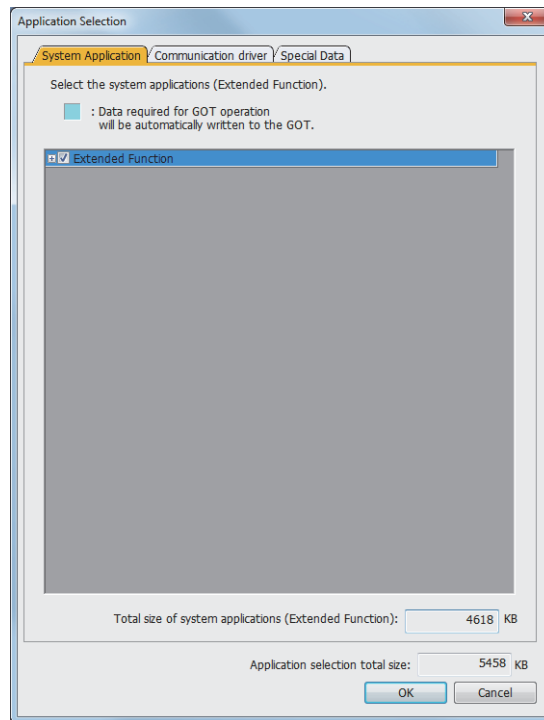 Application Selection
System Application Communication driver Special Data
Select the system applications (Extended Function).
: Data required for GOT operation
will be automatically written to the GOT.
Extended Function
Total size of system applications (Extended Function): 4618 KB
Application selection total size: 5458 KB
OK Cancel